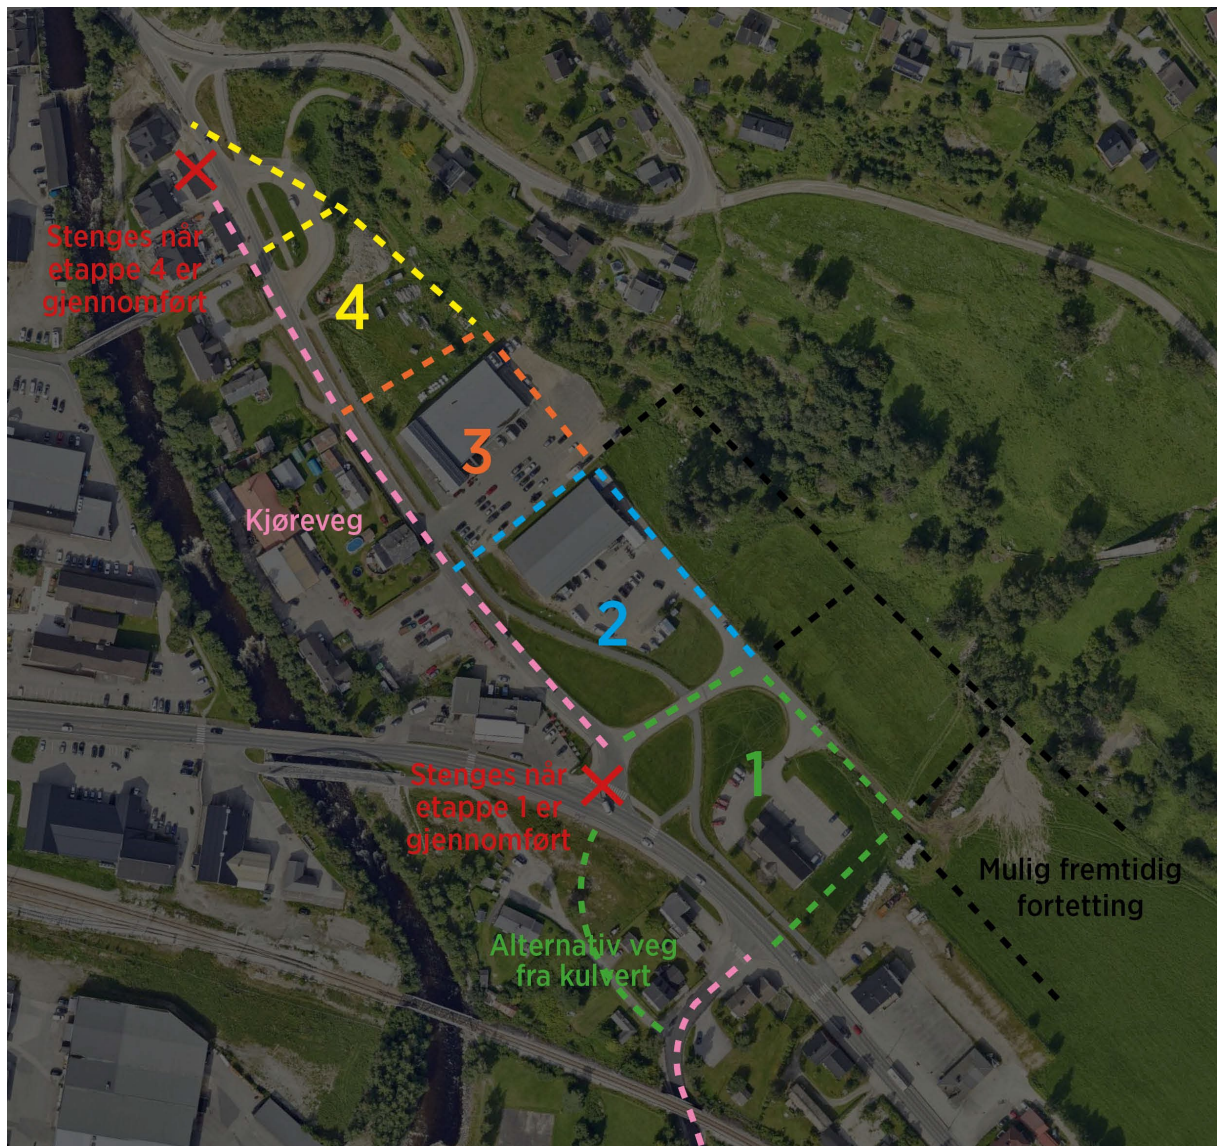 Stenges når
etappe 4 er
gjennomført
4
3
Kjøreveg
2
Stenges når
etappe 1 er
gjennomført
1
Mulig fremtidig
fortetting
Alternativ veg
fra kulvert